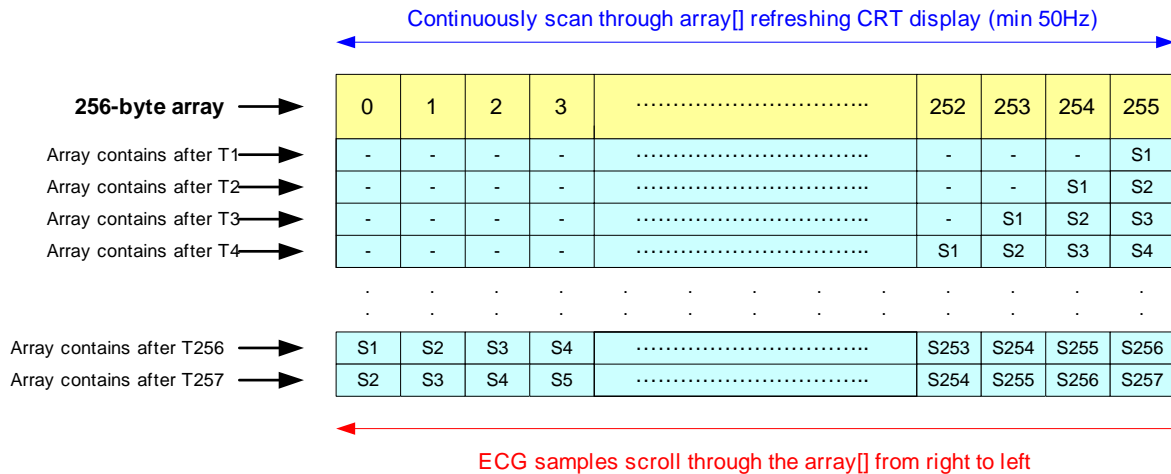 Continuously scan through array[] refreshing CRT display (min 50Hz)
256-byte array 0 1 2 3 ................................ 252 253 254 255
Array contains after T1 - - - - ................................ - - - S1
Array contains after T2 - - - - ................................ - - S1 S2
Array contains after T3 - - - - ................................ - S1 S2 S3
Array contains after T4 - - - - ................................ S1 S2 S3 S4
. . . . . . . . . . . . .
. . . . . . . . . . . . .
Array contains after T256 S1 S2 S3 S4 ................................ S253 S254 S255 S256
Array contains after T257 S2 S3 S4 S5 ................................ S254 S255 S256 S257
ECG samples scroll through the array[] from right to left